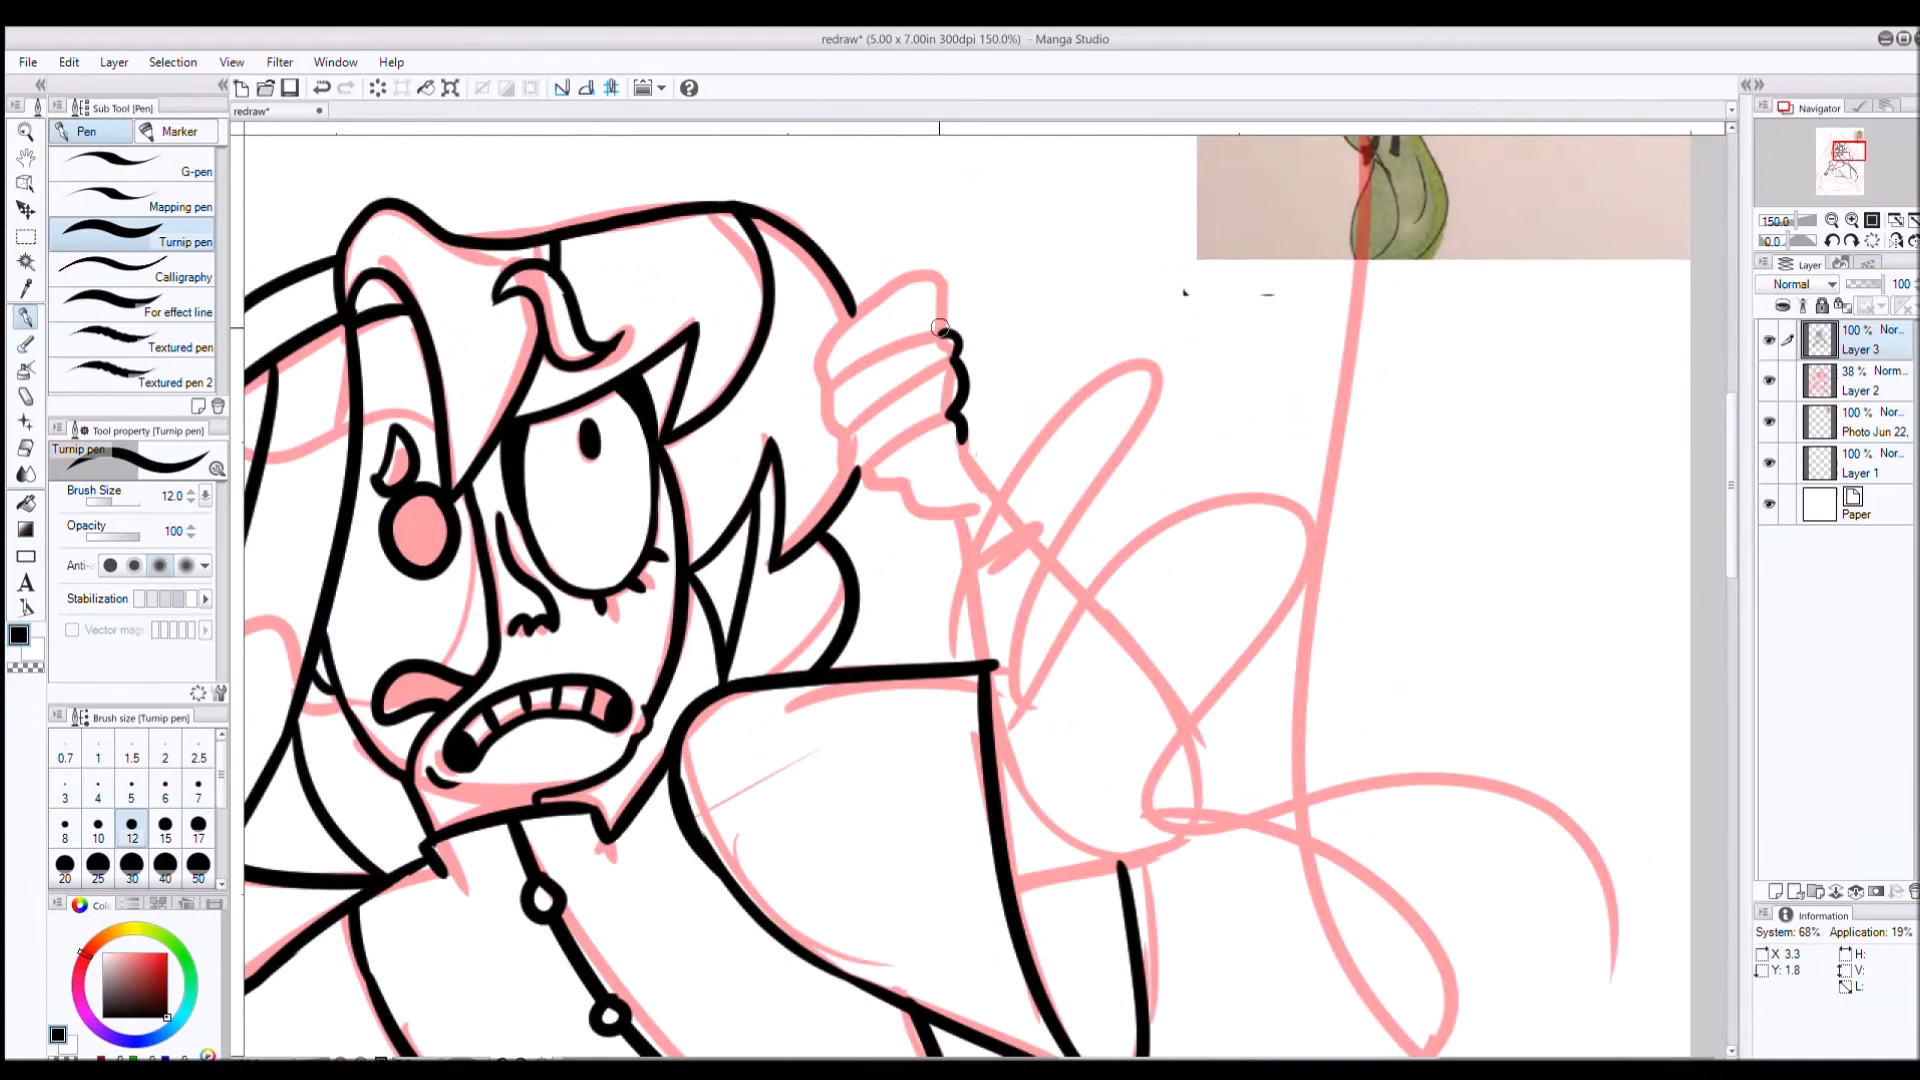 redraw* (5.00 x 7.00in 300dpi 150.0%)  - Manga Studio
File Edit Layer Selection View Filter Window Help
Sub Tool [Pen]
redraw*
Pen Marker
G-pen
Mapping pen
Turnip pen
Calligraphy
For effect line
Textured pen
Textured pen 2
Tool property [Turnip pen]
Turnip pen
Brush Size 12.0
Opacity 100
Anti-
Stabilization
Vector mag
Brush size [Turnip pen]
0.7 1 1.5 2 2.5
3 4 5 6 7
8 10 12 15 17
20 25 30 40 50
Navigator
150.0
0.0
Layer
Normal 100
100 % Nor...
Layer 3
38 % Norm...
Layer 2
100 % Nor...
Photo Jun 22,
100 % Nor...
Layer 1
Paper
Information
System: 68% Application: 19%
X 3.3 H:
Y: 1.8 V:
L: